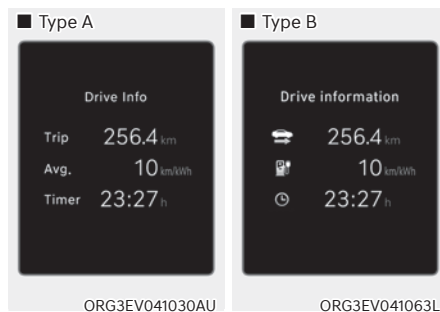 ■ Type A
Drive Info
Trip 256.4 km
Avg. 10 km/kWh
Timer 23:27 h
ORG3EV041030AU
■ Type B
Drive information
256.4 km
10 km/kWh
23:27 h
ORG3EV041063L